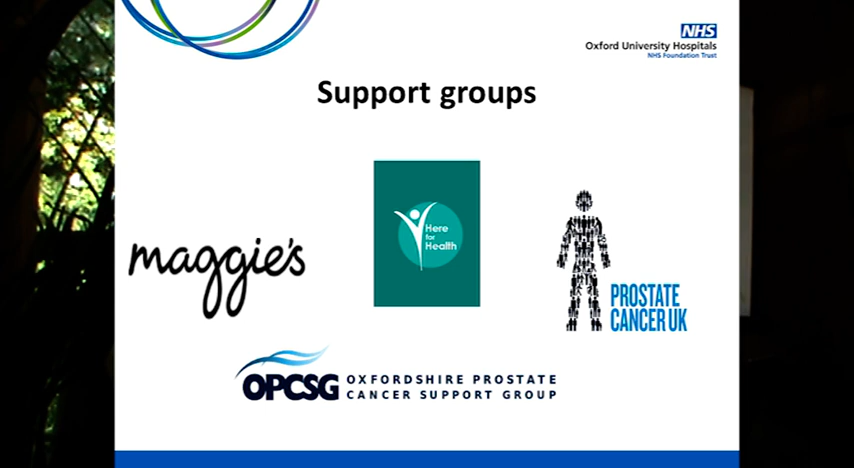 NHS
Oxford University Hospitals
NHS Foundation Trust
Support groups
maggie's
Here
for
Health
PROSTATE
CANCER UK
OPCSG
OXFORDSHIRE PROSTATE
CANCER SUPPORT GROUP